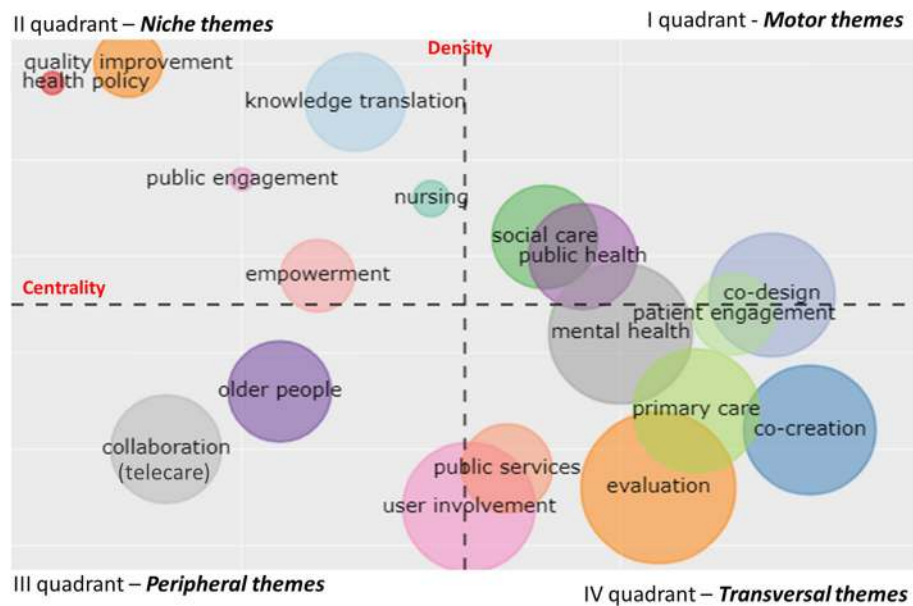 II quadrant – Niche themes
I quadrant - Motor themes
Density
quality improvement
health policy
knowledge translation
public engagement
nursing
social care
public health
empowerment
Centrality
co-design
patient engagement
mental health
older people
primary care
co-creation
collaboration
(telecare)
public services
evaluation
user involvement
III quadrant – Peripheral themes
IV quadrant – Transversal themes